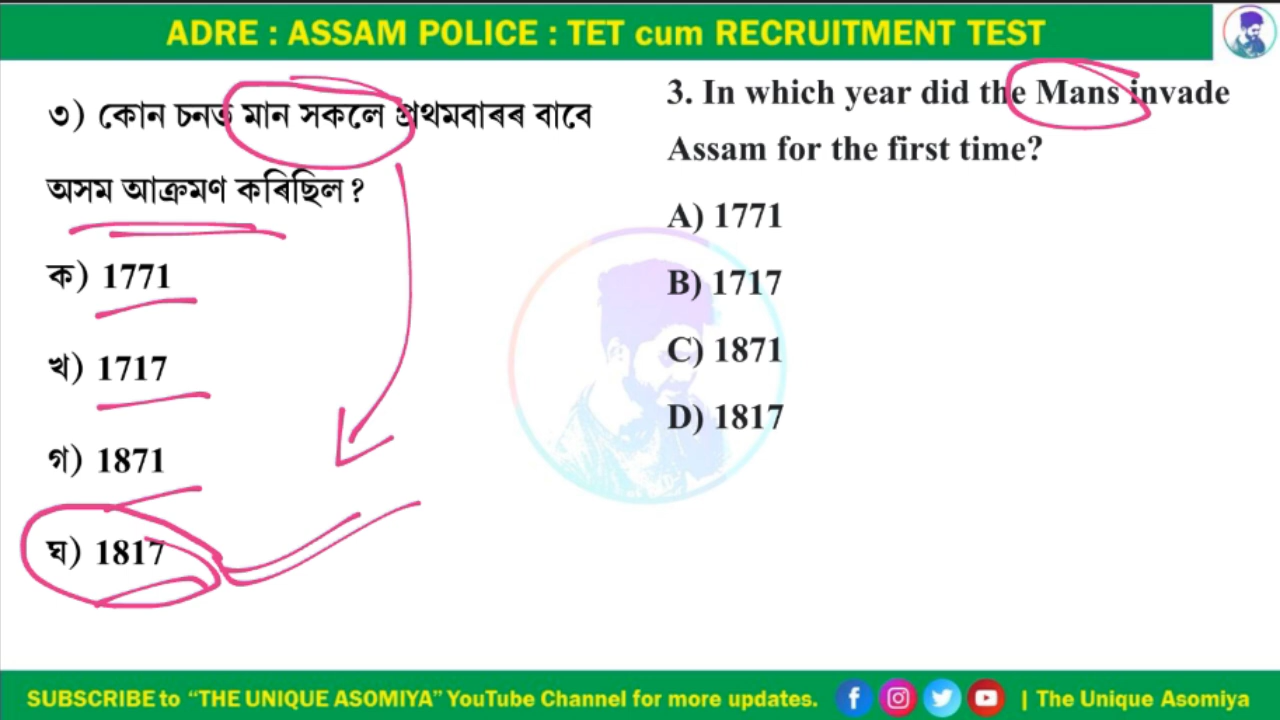 ADRE : ASSAM POLICE : TET cum RECRUITMENT TEST
৩) কোন চনত মান সকলে প্ৰথমবাৰৰ বাবে
অসম আক্ৰমণ কৰিছিল ?
ক) 1771
খ) 1717
গ) 1871
ঘ) 1817
3. In which year did the Mans invade
Assam for the first time?
A) 1771
B) 1717
C) 1871
D) 1817
SUBSCRIBE to “THE UNIQUE ASOMIYA” YouTube Channel for more updates. | The Unique Asomiya